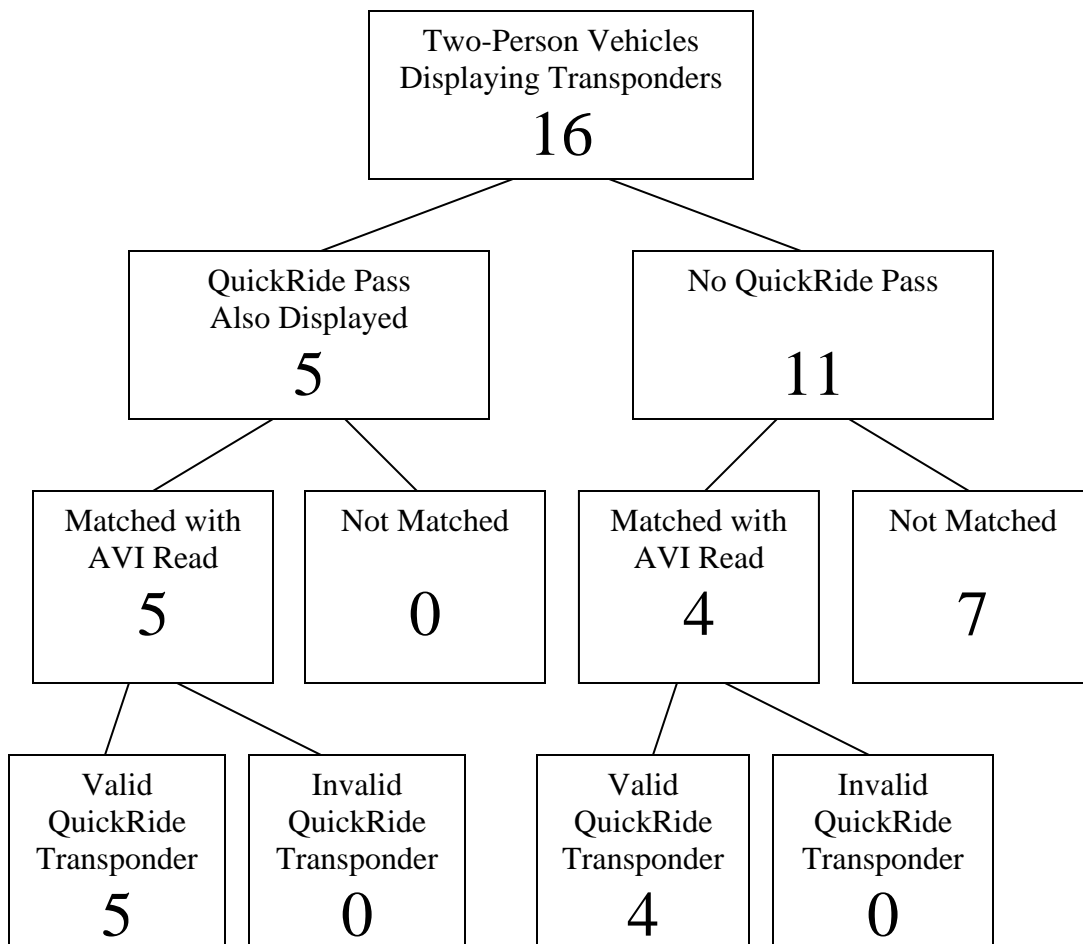 Two-Person Vehicles
Displaying Transponders
16
QuickRide Pass
Also Displayed
5
No QuickRide Pass
11
Matched with
AVI Read
5
Not Matched
0
Matched with
AVI Read
4
Not Matched
7
Valid
QuickRide
Transponder
5
Invalid
QuickRide
Transponder
0
Valid
QuickRide
Transponder
4
Invalid
QuickRide
Transponder
0